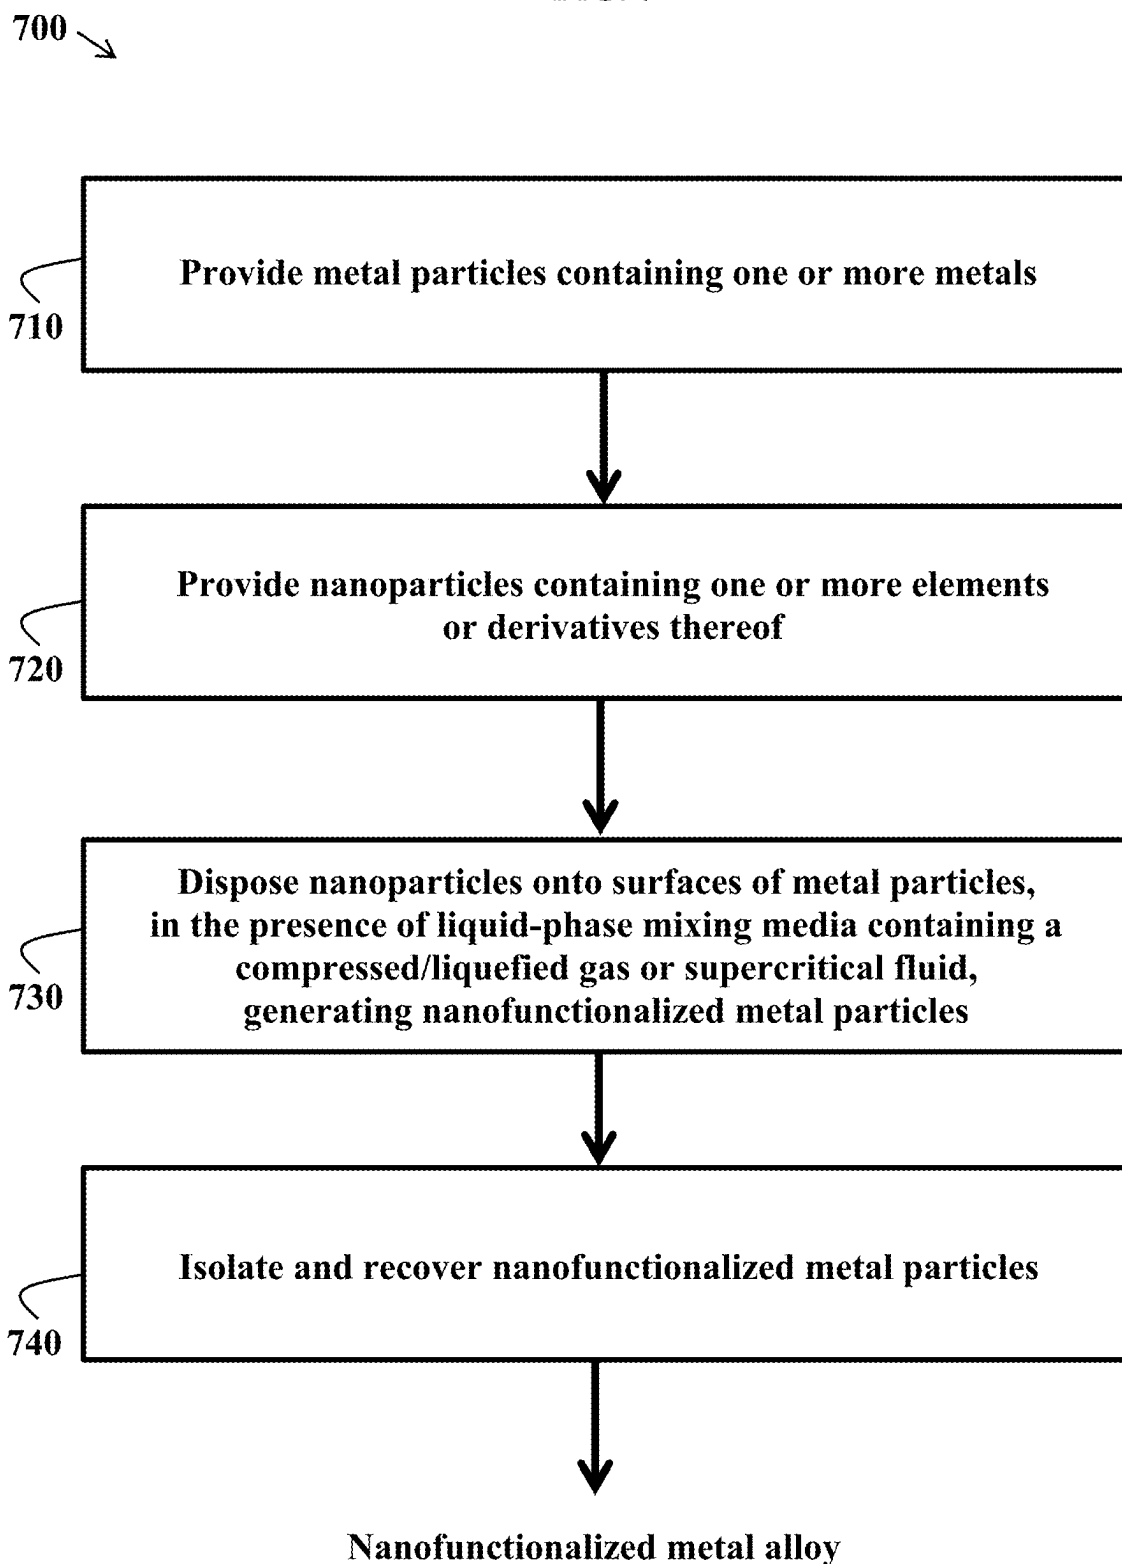 700
Provide metal particles containing one or more metals
710
Provide nanoparticles containing one or more elements
or derivatives thereof
720
Dispose nanoparticles onto surfaces of metal particles,
in the presence of liquid-phase mixing media containing a
compressed/liquefied gas or supercritical fluid,
generating nanofunctionalized metal particles
730
Isolate and recover nanofunctionalized metal particles
740
Nanofunctionalized metal alloy